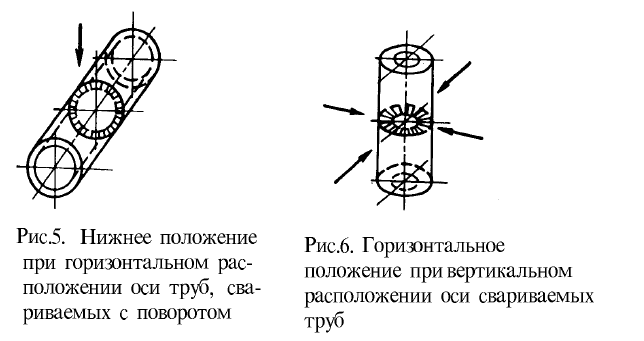 Рис.5. Нижнее положение
при горизонтальном рас-
положении оси труб, сва-
риваемых с поворотом
Рис.6. Горизонтальное
положение при вертикальном
расположении оси свариваемых
труб